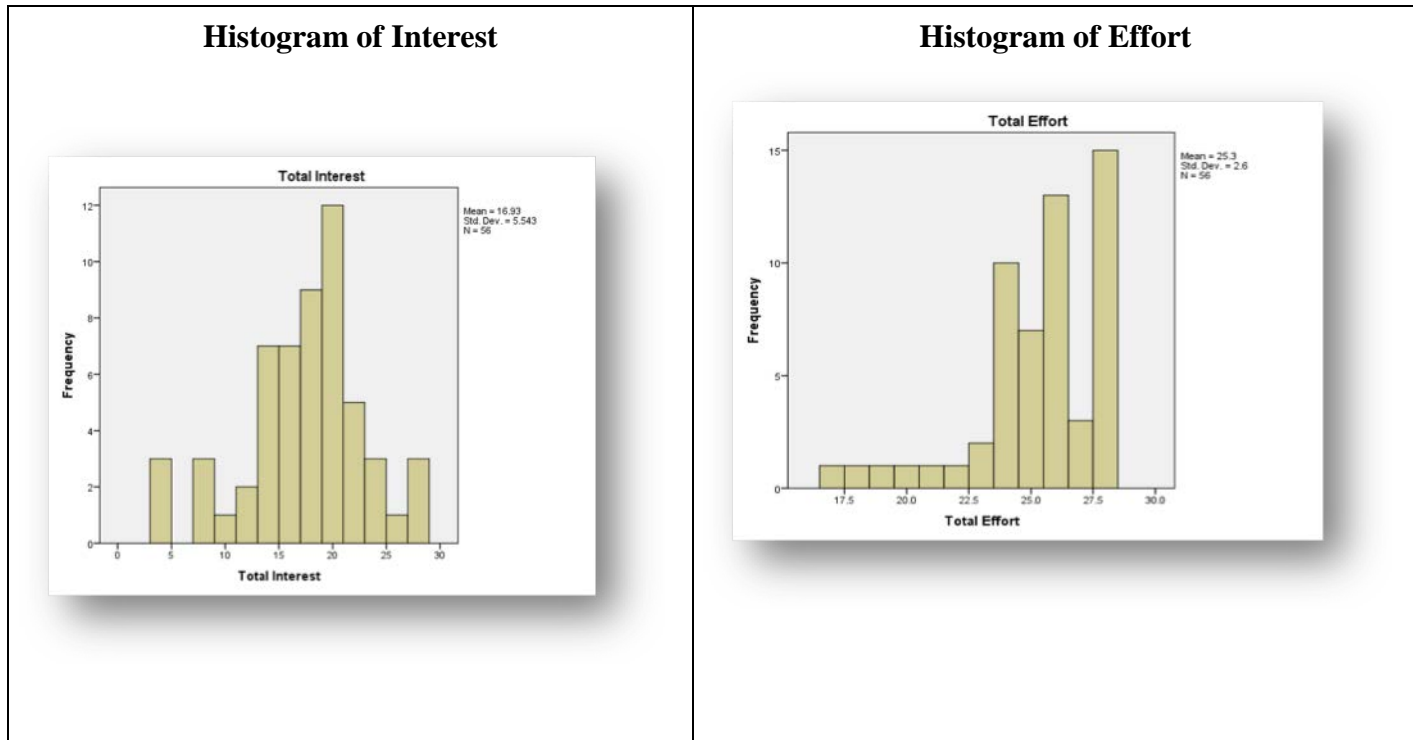 Histogram of Interest
Total Interest
Mean = 16.93
Std. Dev. = 5.543
N = 56
12
10
8
6
4
2
0
Frequency
0 5 10 15 20 25 30
Total Interest
Histogram of Effort
Total Effort
Mean = 25.3
Std. Dev. = 2.6
N = 56
15
10
5
0
Frequency
17.5 20.0 22.5 25.0 27.5 30.0
Total Effort